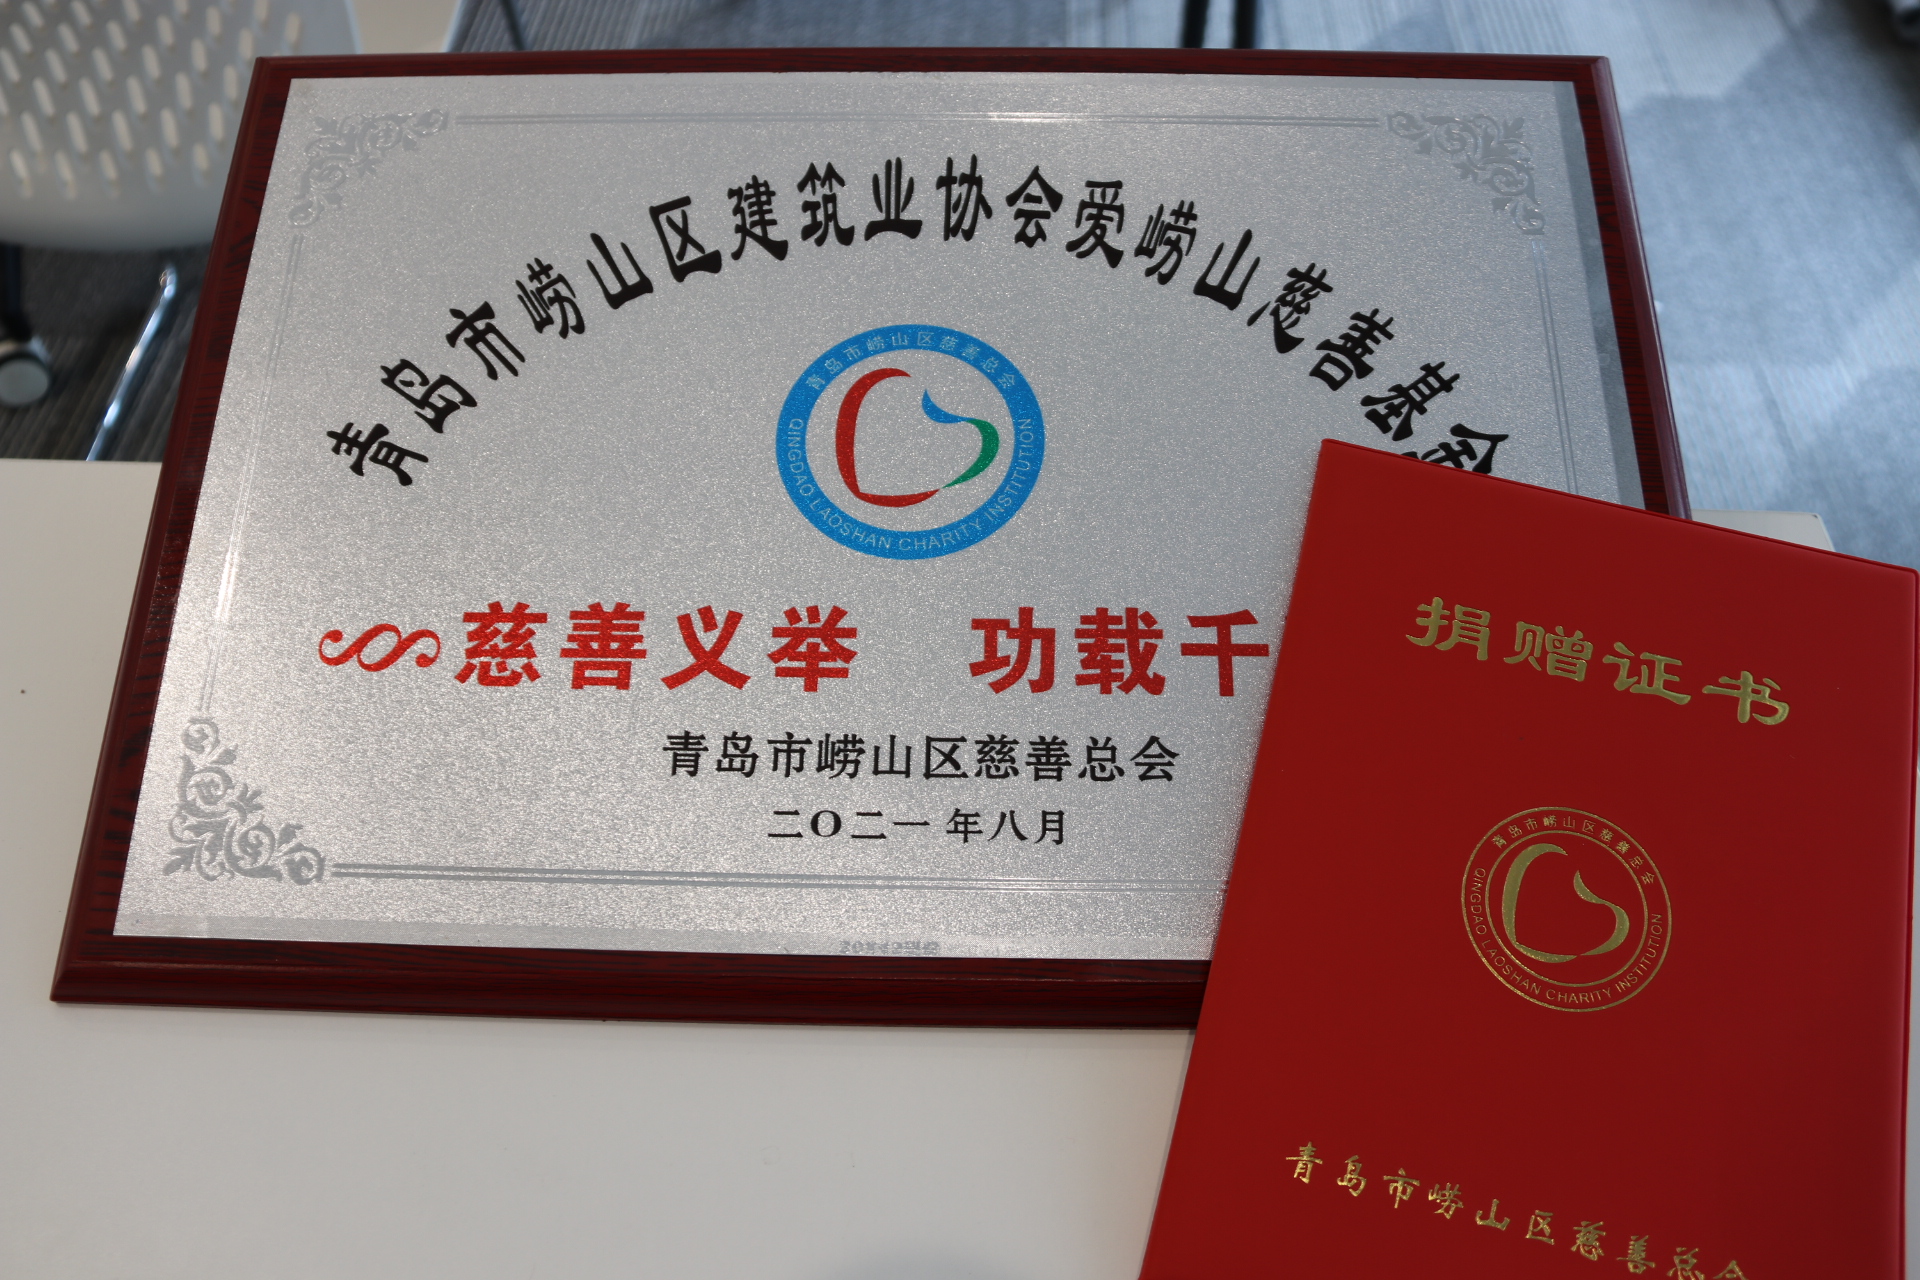 青岛市崂山区建筑业协会爱崂山慈善基金
青岛市崂山区慈善总会
QINGDAO LAOSHAN CHARITY INSTITUTION
慈善义举 功载千
青岛市崂山区慈善总会
二〇二一年八月
捐赠证书
青岛市崂山区慈善总会
QINGDAO LAOSHAN CHARITY INSTITUTION
青岛市崂山区慈善总会